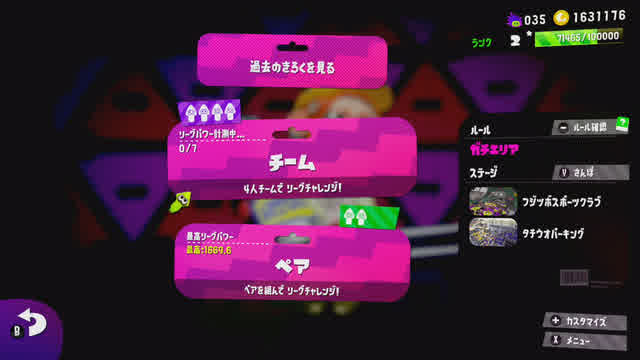 035 1631176
ランク 2 71465/100000
過去のきろくを見る
リーグパワー計測中...
0/7
チーム
4人チームで リーグチャレンジ!
最高リーグパワー
最高:1669.6
ペア
ペアを組んで リーグチャレンジ!
ルール
ルール確認
ガチエリア
ステージ
Y さんぽ
フジツボスポーツクラブ
タチウオパーキング
B
カスタマイズ
X メニュー